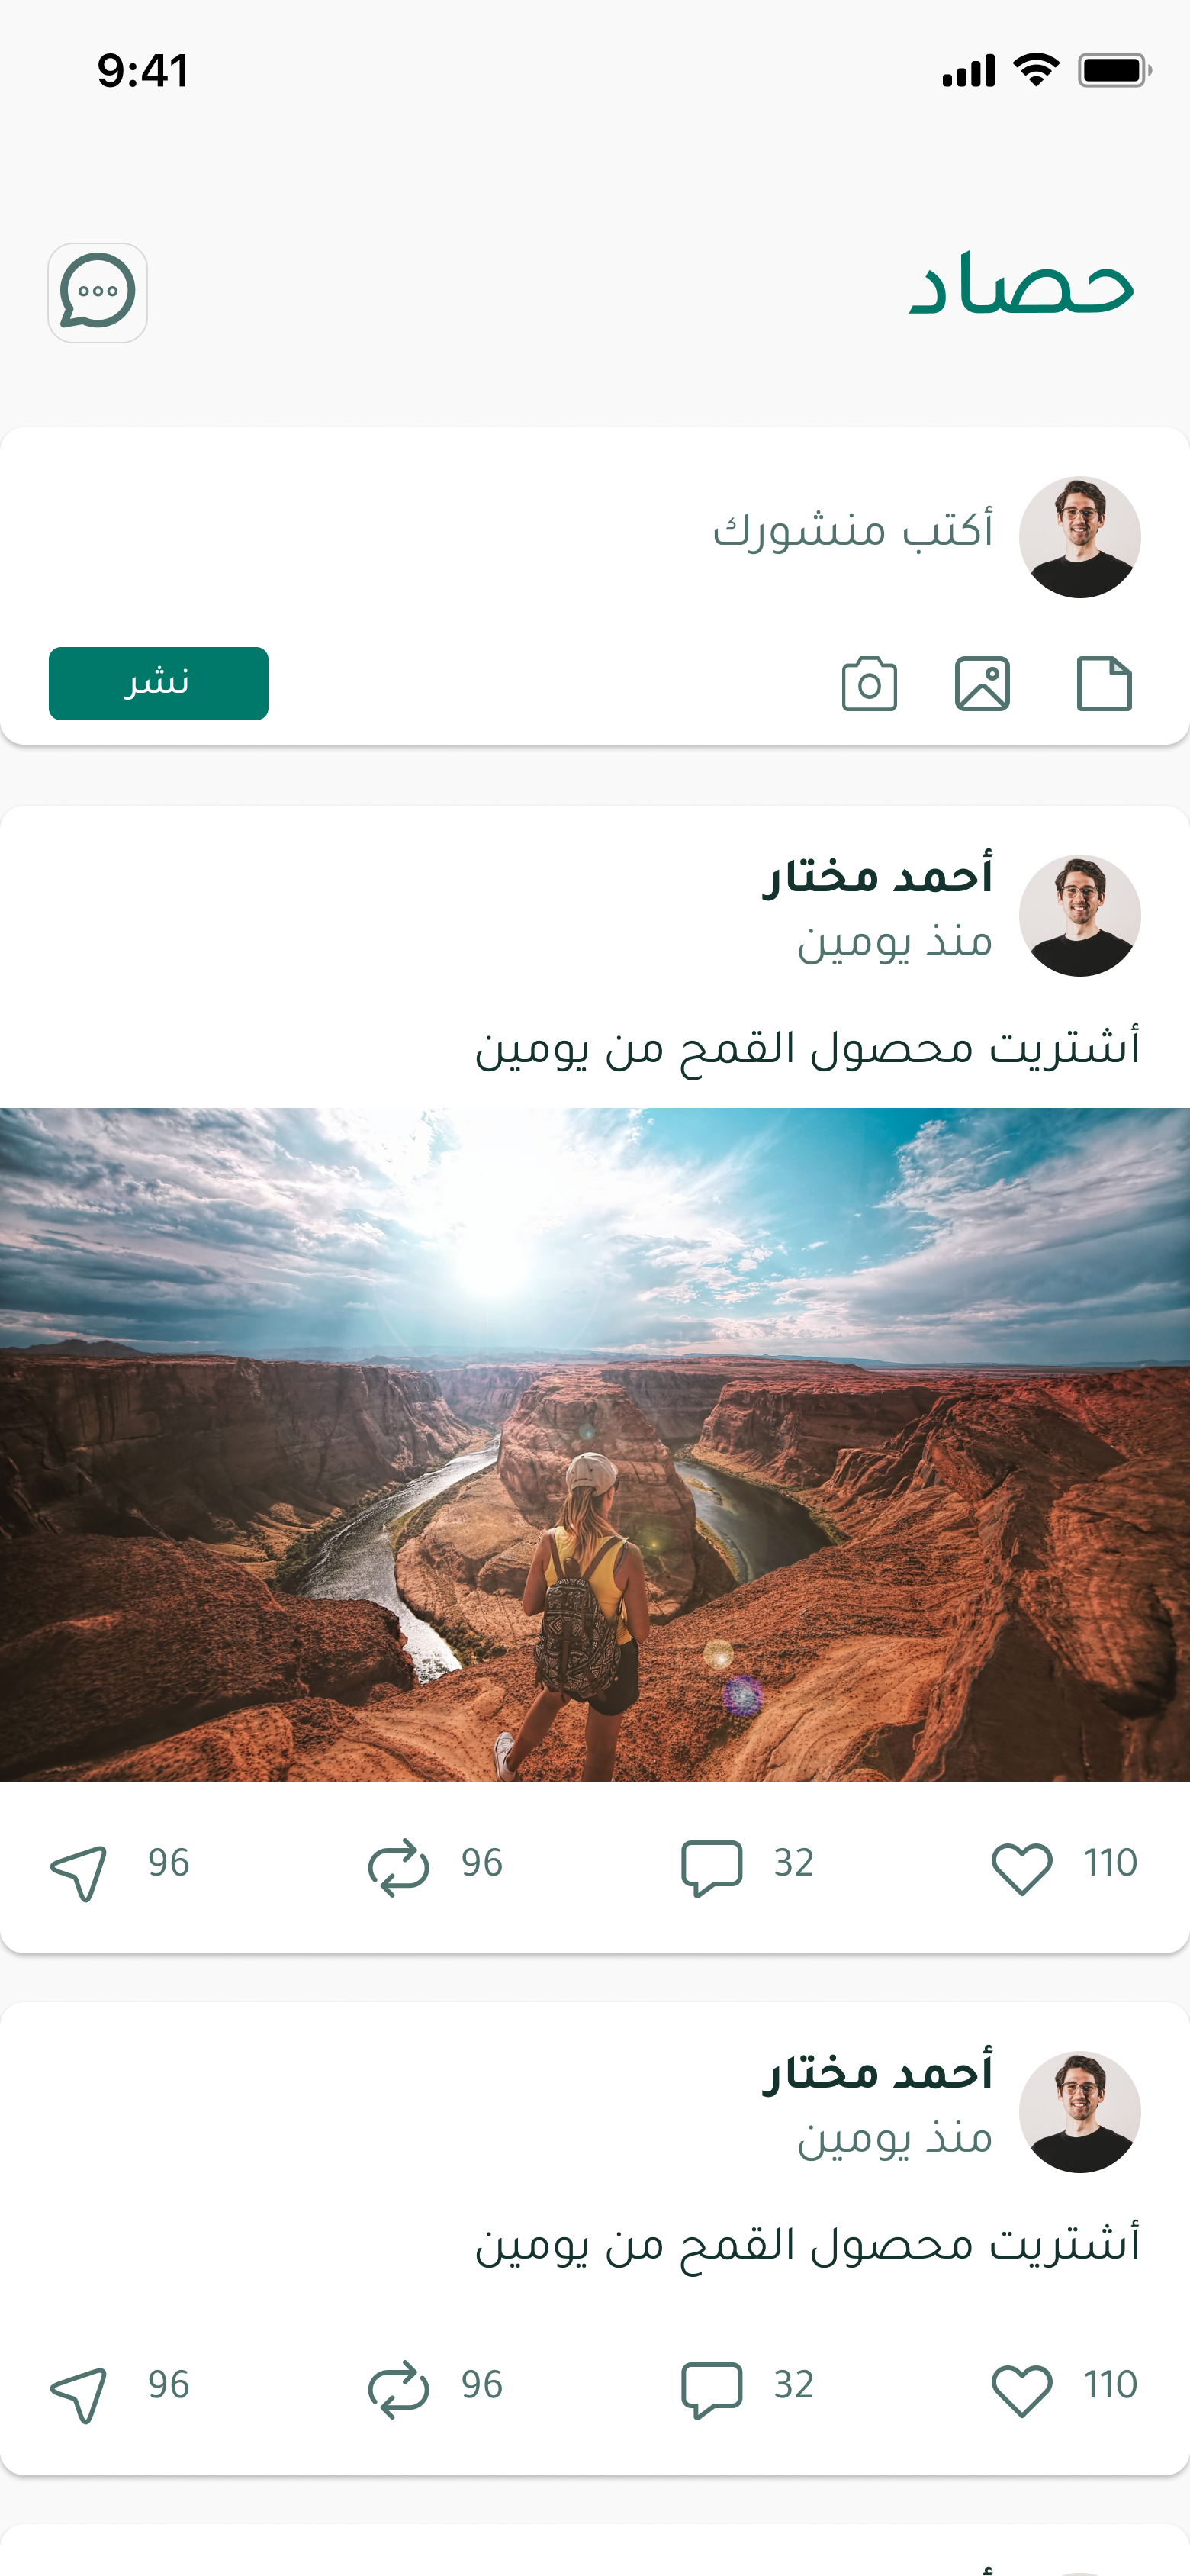 9:41
حصاد
أكتب منشورك
نشر
أحمد مختار
منذ يومين
أشتريت محصول القمح من يومين
110 32 96 96
أحمد مختار
منذ يومين
أشتريت محصول القمح من يومين
110 32 96 96